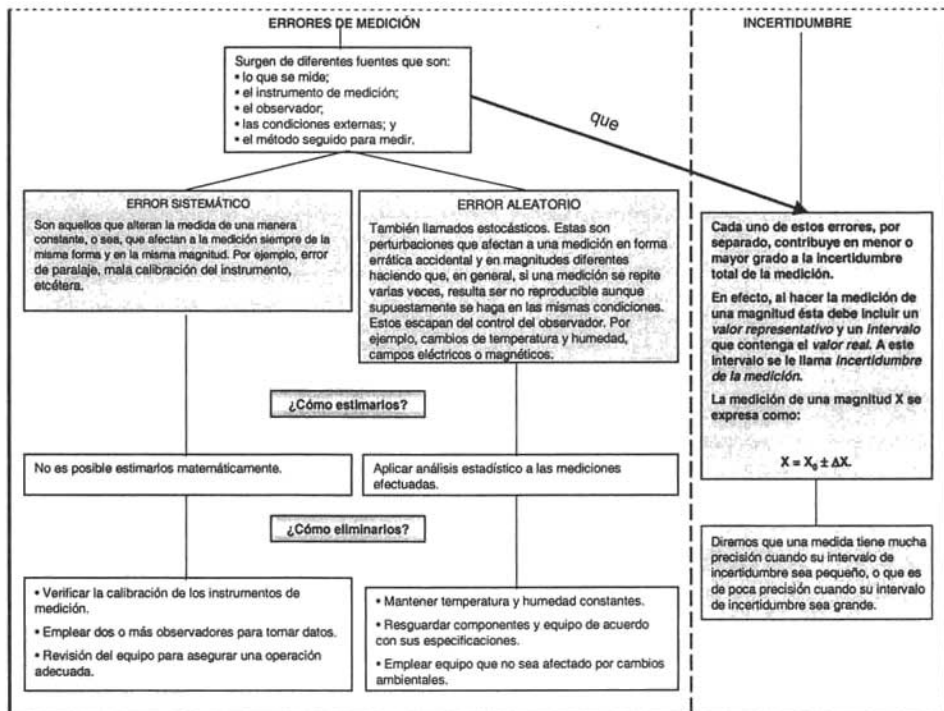 ERRORES DE MEDICIÓN
Surgen de diferentes fuentes que son:
• lo que se mide;
• el instrumento de medición;
• el observador;
• las condiciones externas; y
• el método seguido para medir.
que
ERROR SISTEMÁTICO
Son aquellos que alteran la medida de una manera
constante, o sea, que afectan a la medición siempre de la
misma forma y en la misma magnitud. Por ejemplo, error
de paralaje, mala calibración del instrumento,
etcétera.
ERROR ALEATORIO
También llamados estocásticos. Estas son
perturbaciones que afectan a una medición en forma
errática accidental y en magnitudes diferentes
haciendo que, en general, si una medición se repite
varias veces, resulta ser no reproducible aunque
supuestamente se haga en las mismas condiciones.
Estos escapan del control del observador. Por
ejemplo, cambios de temperatura y humedad,
campos eléctricos o magnéticos.
¿Cómo estimarlos?
No es posible estimarlos matemáticamente.
Aplicar análisis estadístico a las mediciones
efectuadas.
¿Cómo eliminarlos?
• Verificar la calibración de los instrumentos de
medición.
• Emplear dos o más observadores para tomar datos.
• Revisión del equipo para asegurar una operación
adecuada.
• Mantener temperatura y humedad constantes.
• Resguardar componentes y equipo de acuerdo
con sus especificaciones.
• Emplear equipo que no sea afectado por cambios
ambientales.
INCERTIDUMBRE
Cada uno de estos errores, por
separado, contribuye en menor o
mayor grado a la incertidumbre
total de la medición.
En efecto, al hacer la medición de
una magnitud ésta debe incluir un
valor representativo y un intervalo
que contenga el valor real. A este
intervalo se le llama incertidumbre
de la medición.
La medición de una magnitud X se
expresa como:
X = X₀ ± ΔX.
Diremos que una medida tiene mucha
precisión cuando su intervalo de
incertidumbre sea pequeño, o que es
de poca precisión cuando su intervalo
de incertidumbre sea grande.